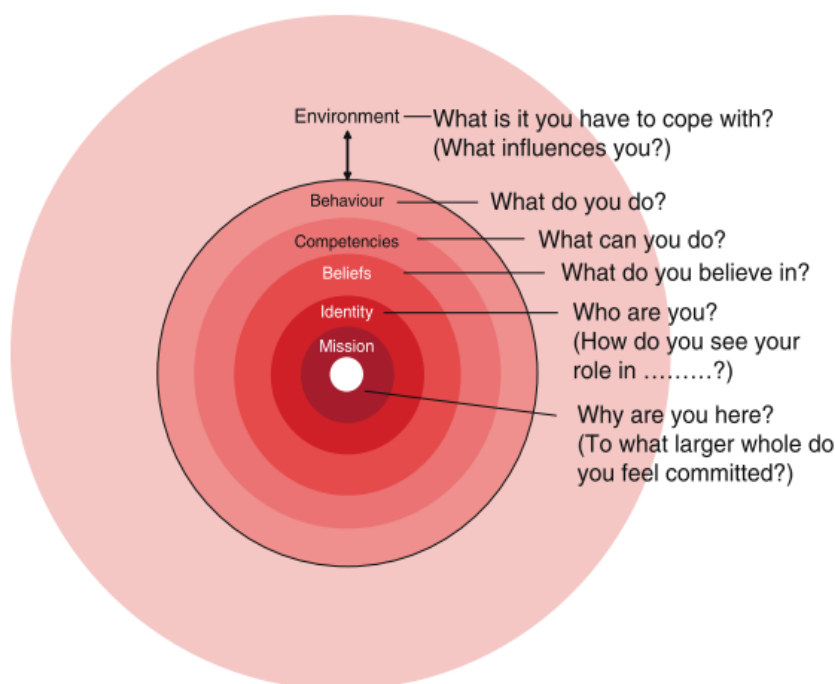 Environment
What is it you have to cope with?
(What influences you?)
Behaviour
What do you do?
Competencies
What can you do?
Beliefs
What do you believe in?
Identity
Who are you?
(How do you see your
role in .........?)
Mission
Why are you here?
(To what larger whole do
you feel committed?)